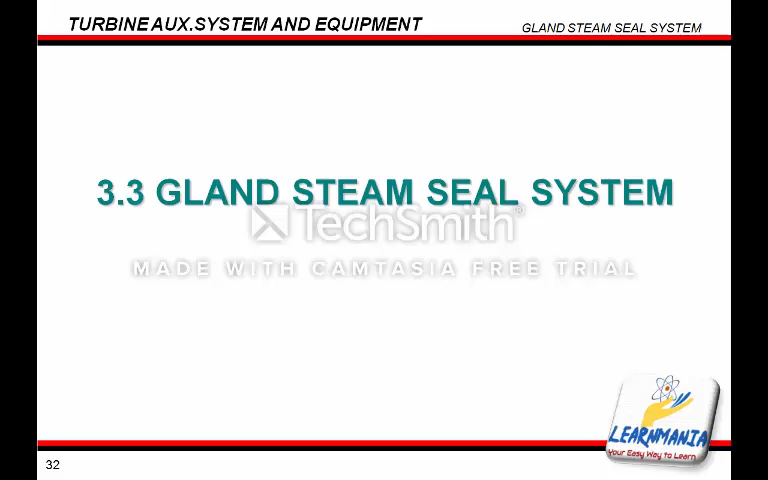 TURBINE AUX.SYSTEM AND EQUIPMENT
GLAND STEAM SEAL SYSTEM
3.3 GLAND STEAM SEAL SYSTEM
TechSmith®
MADE WITH CAMTASIA FREE TRIAL
LEARNMANIA
Your Easy Way to Learn
32